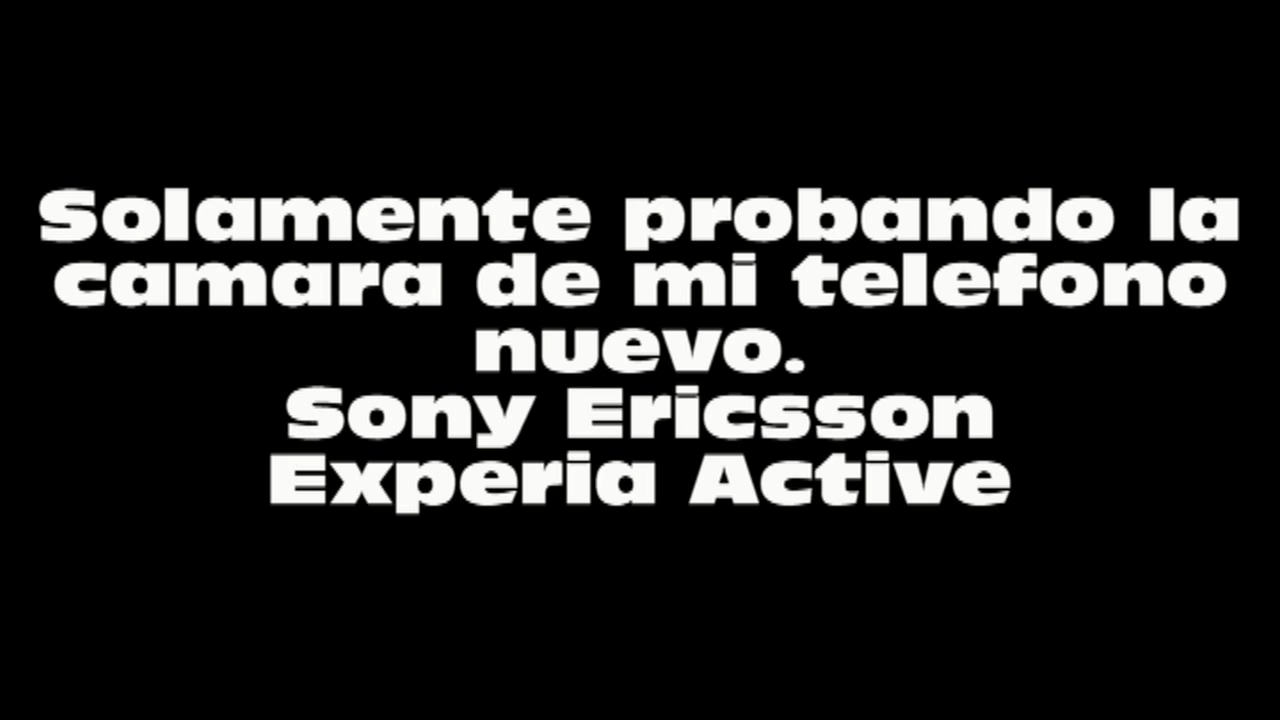 Solamente probando la
camara de mi telefono
nuevo.
Sony Ericsson
Experia Active